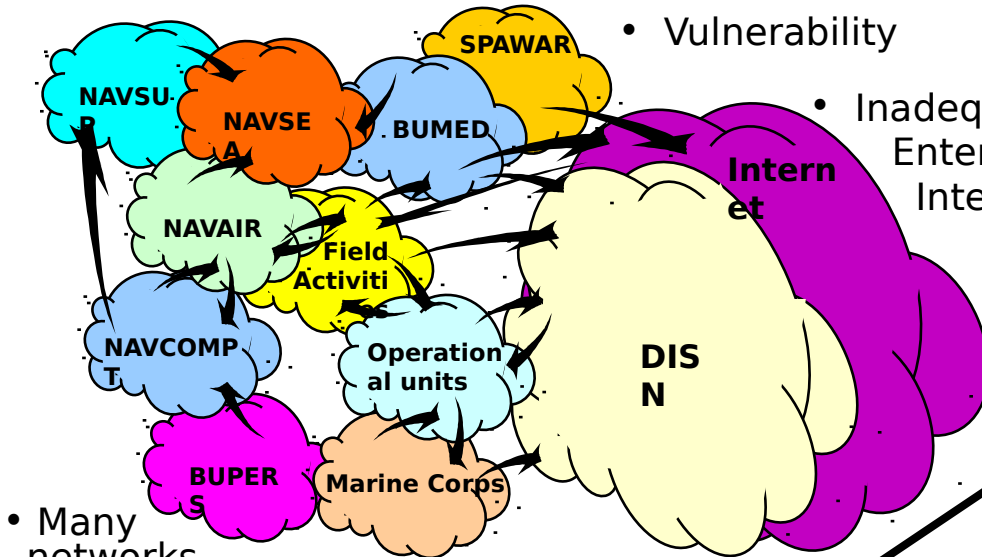 • Vulnerability
SPAWAR
NAVSU
R
NAVSE
A
BUMED
• Inadeq
Enter
Inte
Intern
et
NAVAIR
Field
Activiti
es
NAVCOMP
T
Operation
al units
DIS
N
BUPER
S
Marine Corps
• Many
networks